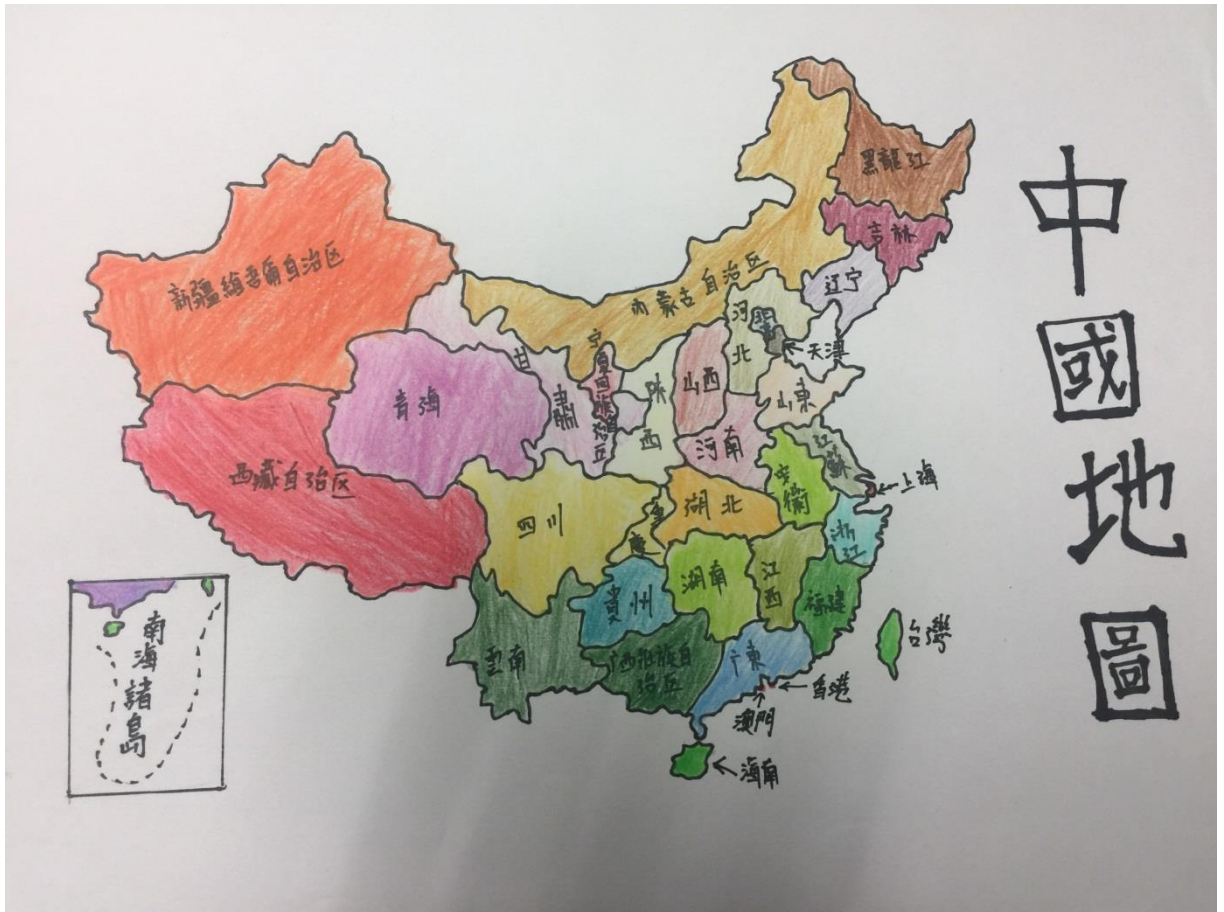 中國地圖
黑龍江
吉林
辽宁
内蒙古自治区
新疆維吾爾自治区
河
北
天津
甘
肅
宁夏回族自治区
陝
西
山西
山東
青海
河南
江蘇
西藏自治区
上海
安徽
湖北
四川
重慶
浙江
湖南
江西
貴州
福建
台灣
雲南
广西壯族自
治区
广東
香港
澳門
海南
南海諸島